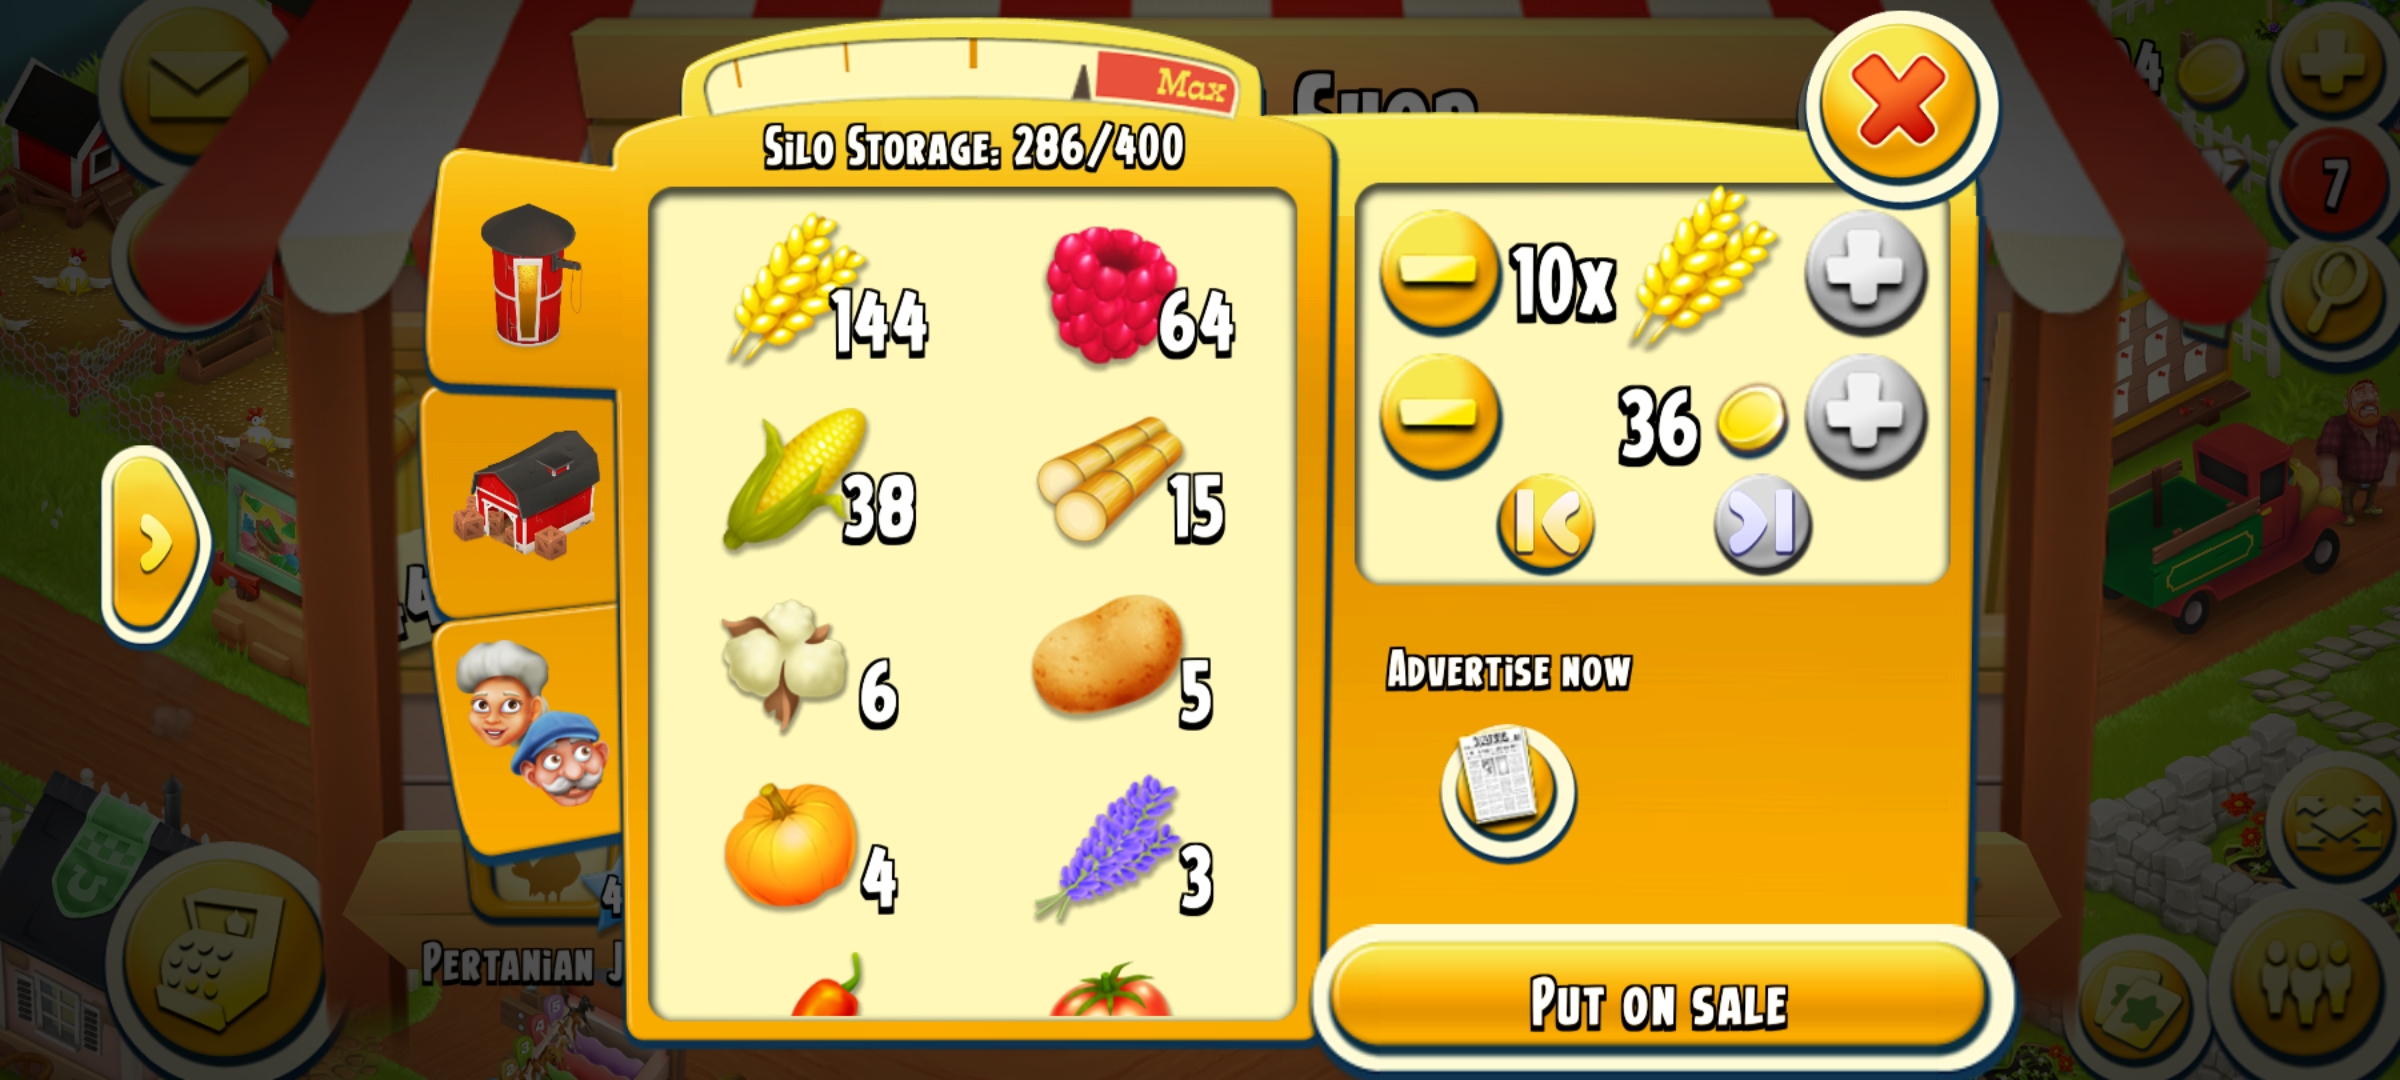 Shop
Max
Silo Storage: 286/400
144
64
38
15
6
5
4
3
10x
36
Advertise now
Put on sale
7
Pertanian J